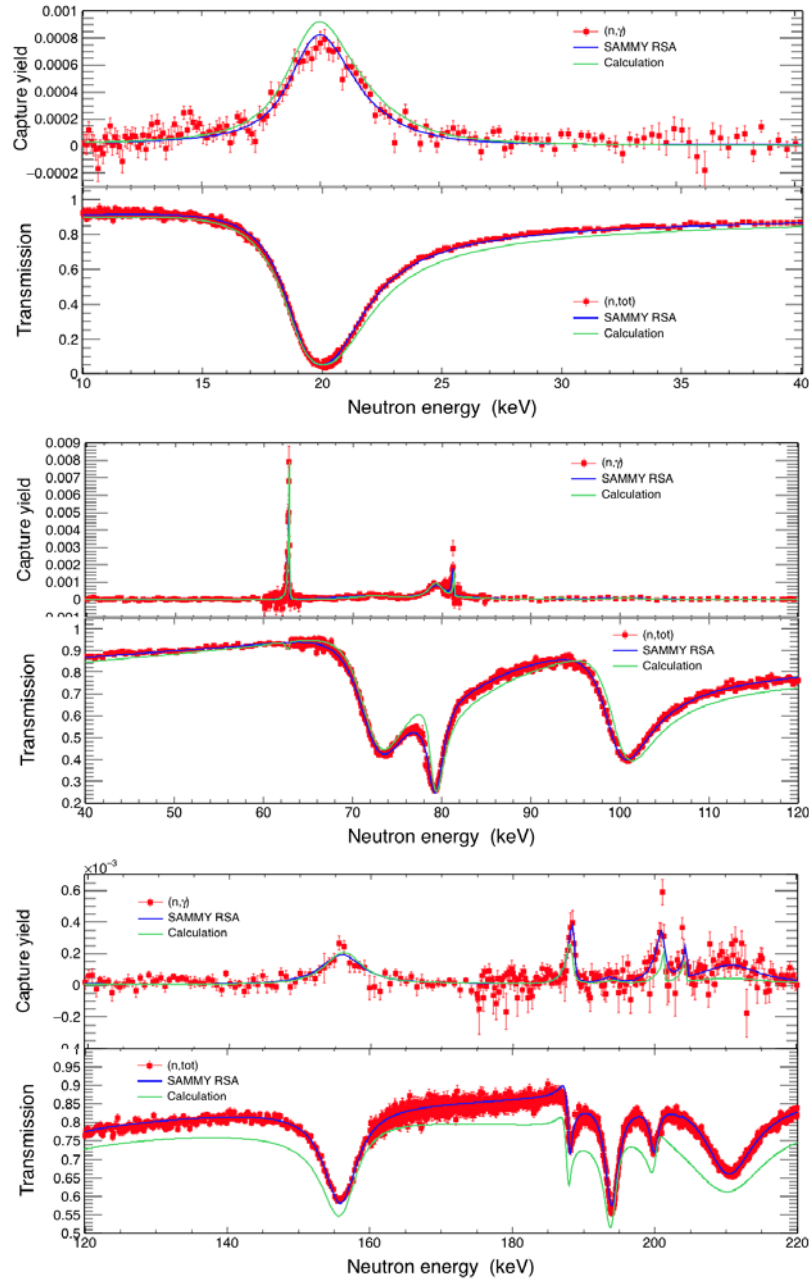 0.001
0.0008
0.0006
0.0004
0.0002
0
−0.0002
Capture yield
(n,γ)
SAMMY RSA
Calculation
1
0.8
0.6
0.4
0.2
0
Transmission
(n,tot)
SAMMY RSA
Calculation
10 15 20 25 30 35 40
Neutron energy (keV)
0.009
0.008
0.007
0.006
0.005
0.004
0.003
0.002
0.001
0
Capture yield
(n,γ)
SAMMY RSA
Calculation
1
0.9
0.8
0.7
0.6
0.5
0.4
0.3
0.2
Transmission
(n,tot)
SAMMY RSA
Calculation
40 50 60 70 80 90 100 110 120
Neutron energy (keV)
×10−3
0.6
0.4
0.2
0
−0.2
Capture yield
(n,γ)
SAMMY RSA
Calculation
120 140 160 180 200 220
0.95
0.9
0.85
0.8
0.75
0.7
0.65
0.6
0.55
0.5
Transmission
(n,tot)
SAMMY RSA
Calculation
120 140 160 180 200 220
Neutron energy (keV)